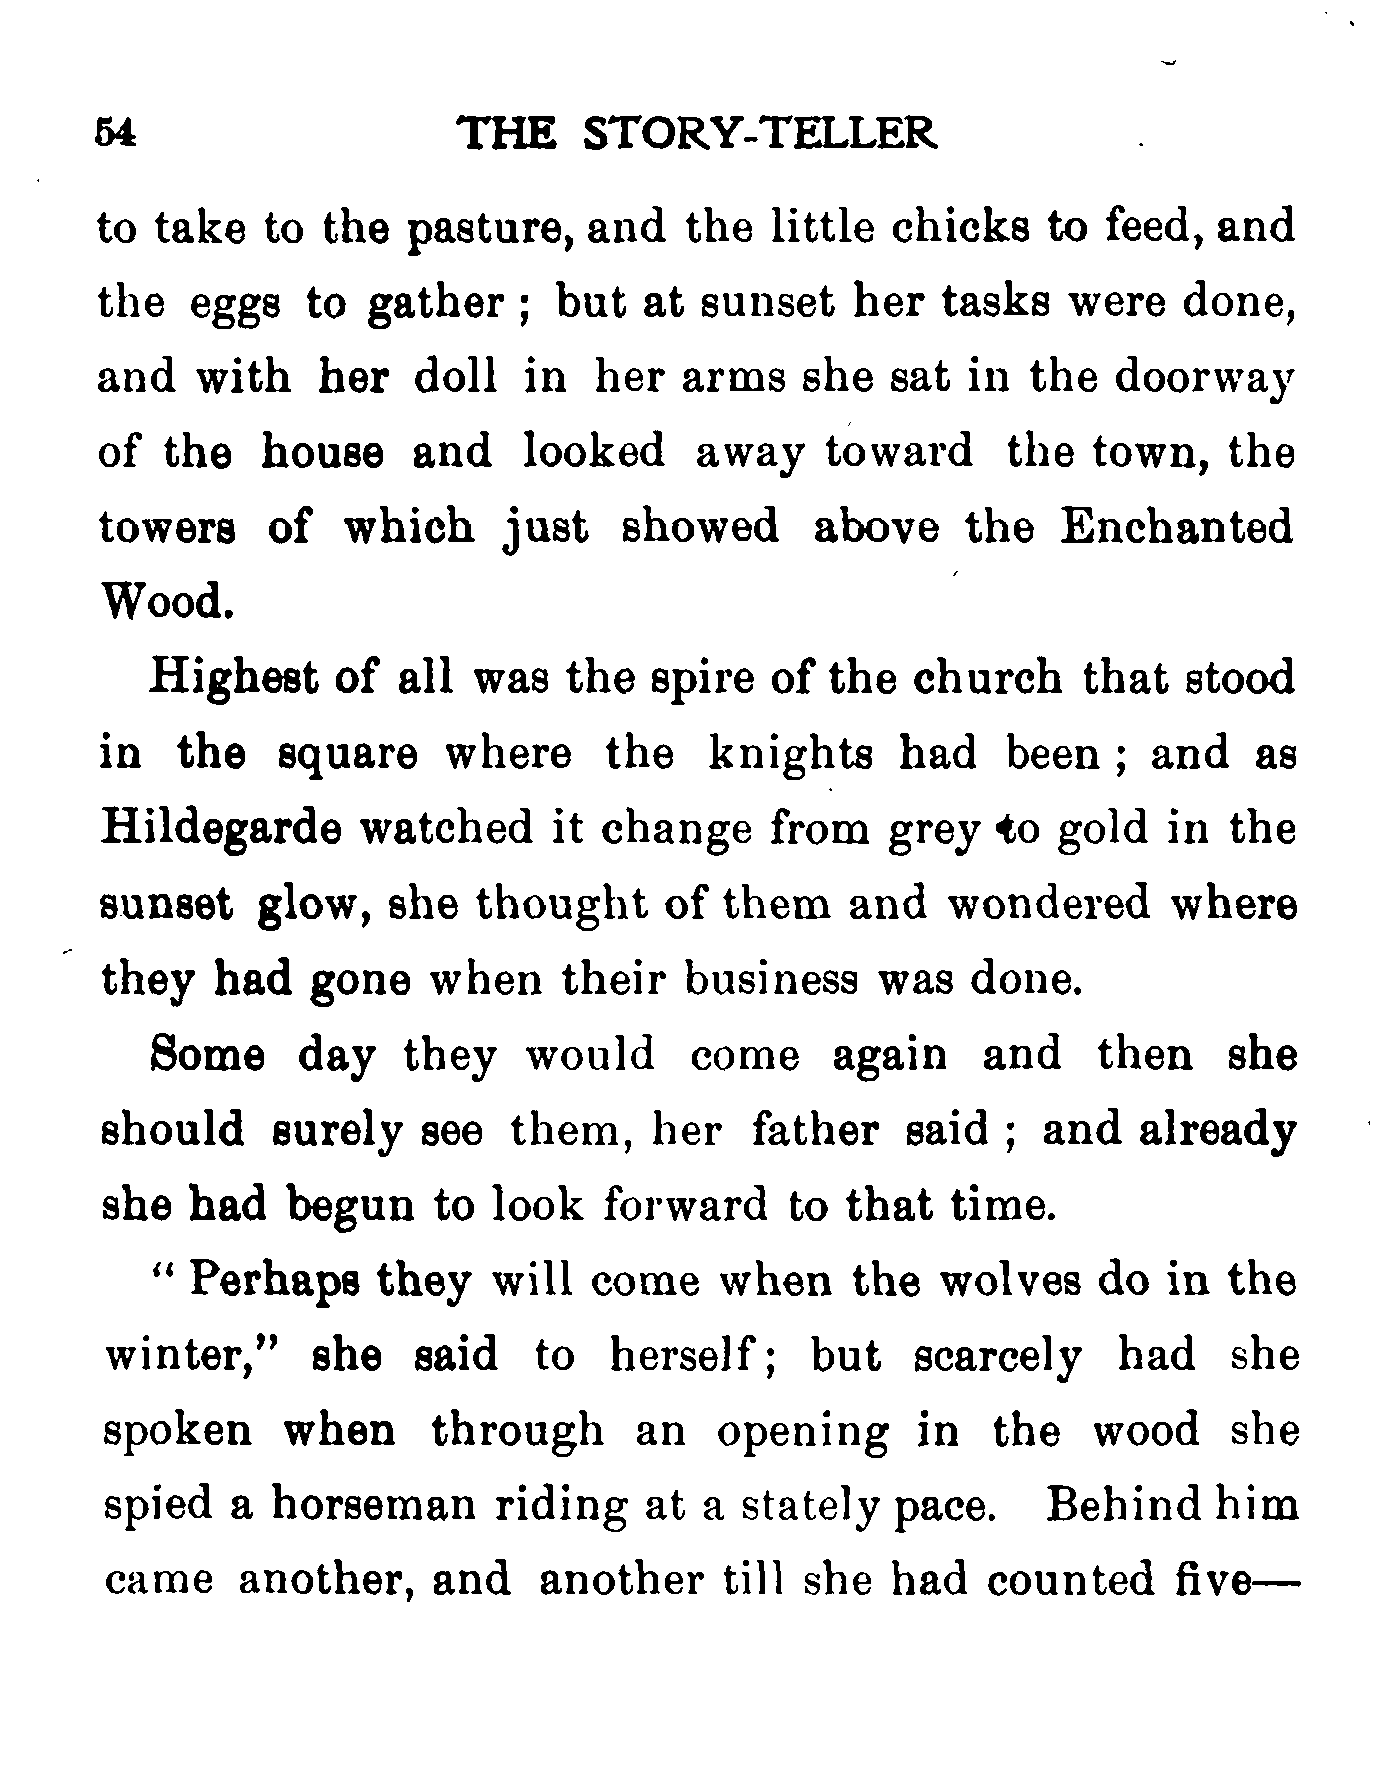 54 THE STORY-TELLER
to take to the pasture, and the little chicks to feed, and
the eggs to gather ; but at sunset her tasks were done,
and with her doll in her arms she sat in the doorway
of the house and looked away toward the town, the
towers of which just showed above the Enchanted
Wood.
Highest of all was the spire of the church that stood
in the square where the knights had been ; and as
Hildegarde watched it change from grey to gold in the
sunset glow, she thought of them and wondered where
they had gone when their business was done.
Some day they would come again and then she
should surely see them, her father said ; and already
she had begun to look forward to that time.
“ Perhaps they will come when the wolves do in the
winter,” she said to herself; but scarcely had she
spoken when through an opening in the wood she
spied a horseman riding at a stately pace. Behind him
came another, and another till she had counted five—